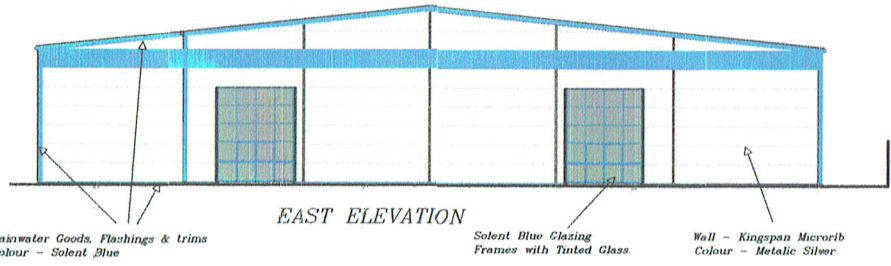 EAST ELEVATION
ainwater Goods, Flashings & trims
olour - Solent Blue
Solent Blue Glazing
Frames with Tinted Glass.
Wall - Kingspan Microrib
Colour - Metalic Silver